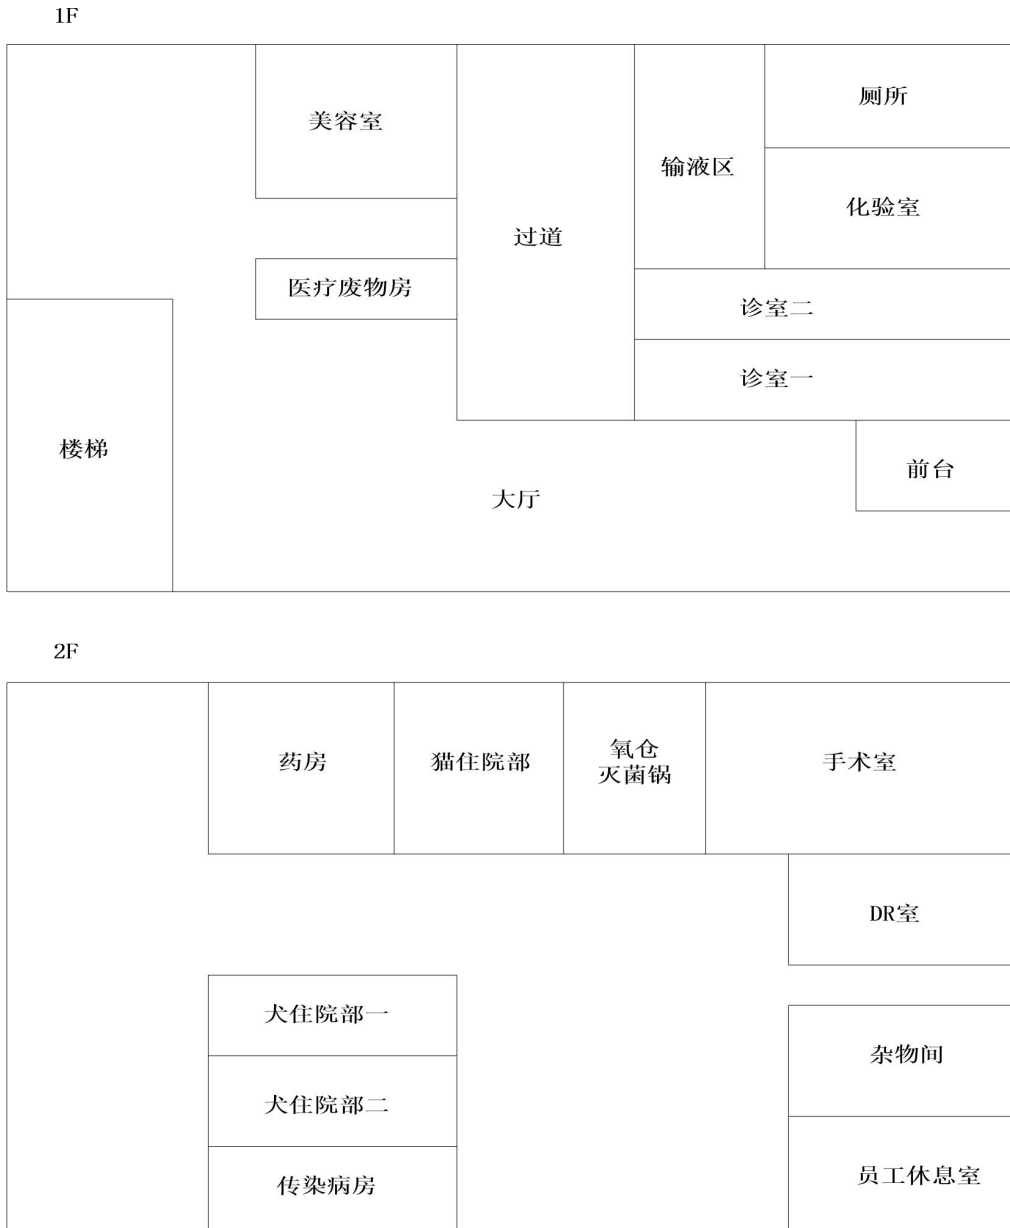 1F
美容室
厕所
输液区
化验室
过道
医疗废物房
诊室二
诊室一
楼梯
前台
大厅
2F
药房
猫住院部
氧仓
灭菌锅
手术室
DR室
犬住院部一
杂物间
犬住院部二
传染病房
员工休息室